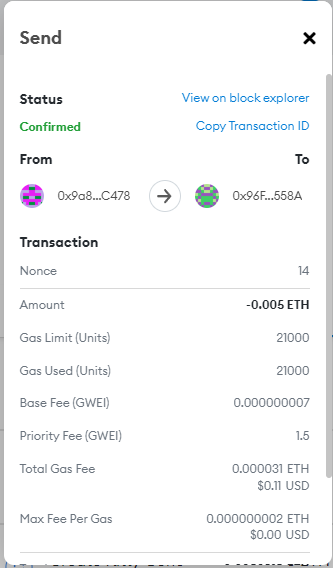 Send
Status View on block explorer
Confirmed Copy Transaction ID
From To
0x9a8...C478 0x96F...558A
Transaction
Nonce 14
Amount -0.005 ETH
Gas Limit (Units) 21000
Gas Used (Units) 21000
Base Fee (GWEI) 0.000000007
Priority Fee (GWEI) 1.5
Total Gas Fee 0.000031 ETH
$0.11 USD
Max Fee Per Gas 0.000000002 ETH
$0.00 USD